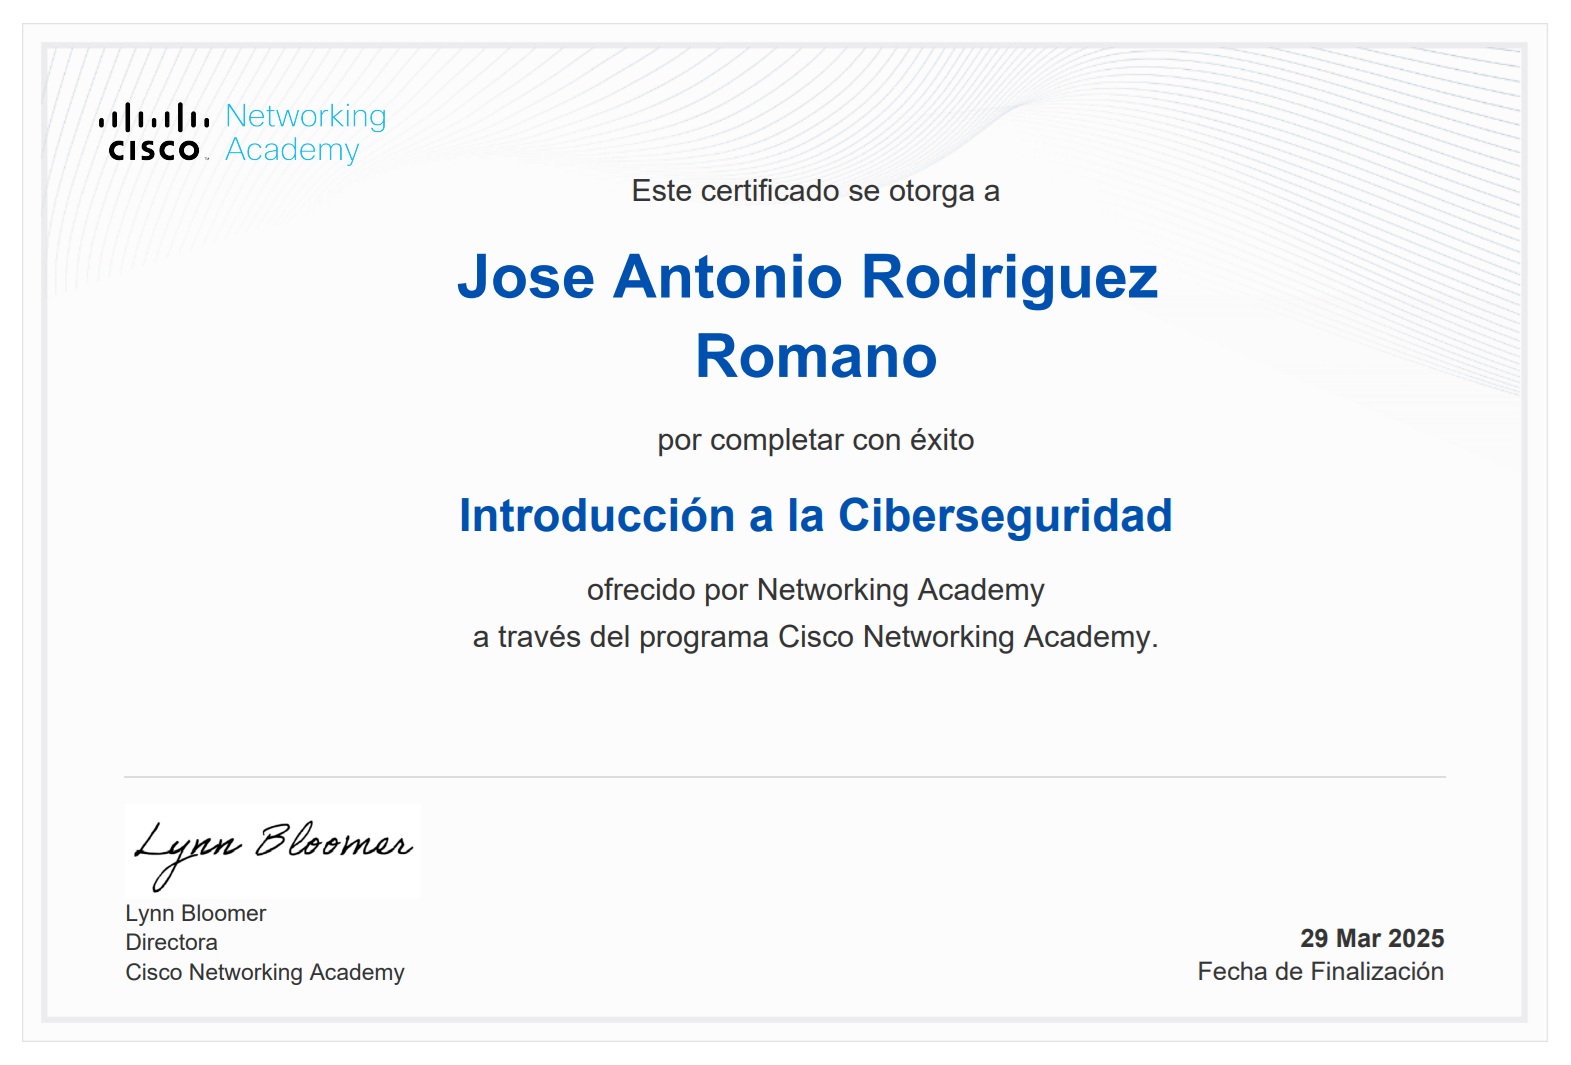 Networking
Academy
CISCO
Este certificado se otorga a
Jose Antonio Rodriguez
Romano
por completar con éxito
Introducción a la Ciberseguridad
ofrecido por Networking Academy
a través del programa Cisco Networking Academy.
Lynn Bloomer
Lynn Bloomer
Directora
Cisco Networking Academy
29 Mar 2025
Fecha de Finalización